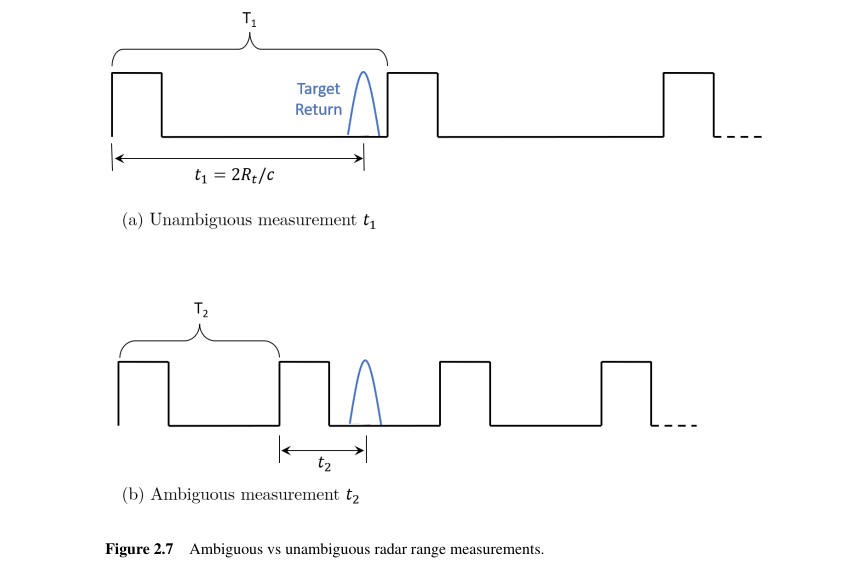 T₁
Target
Return
t₁ = 2Rₜ/c
(a) Unambiguous measurement t₁
T₂
t₂
(b) Ambiguous measurement t₂
Figure 2.7 Ambiguous vs unambiguous radar range measurements.